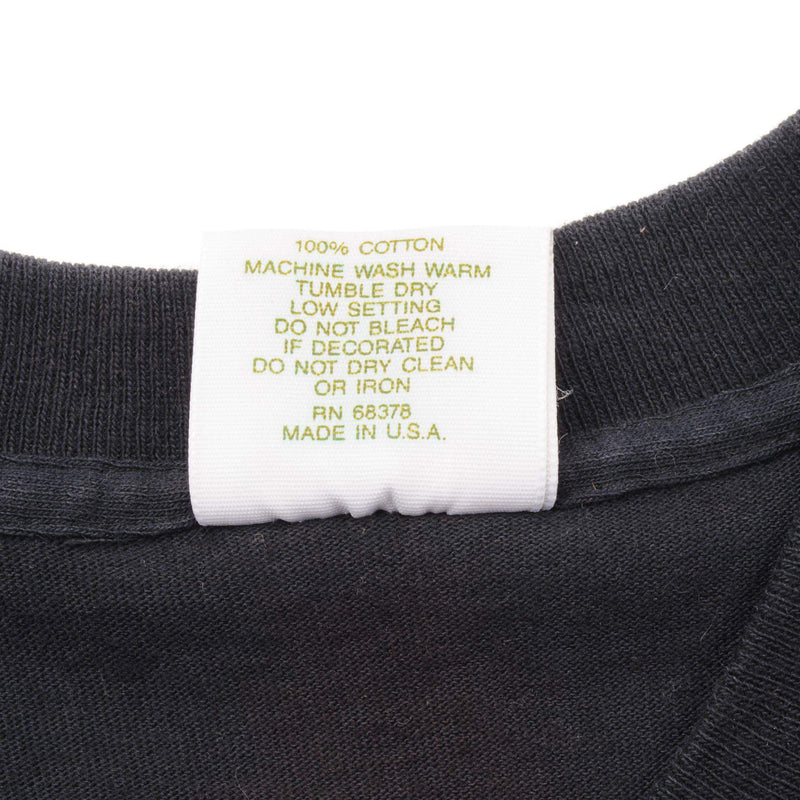 100% COTTON
MACHINE WASH WARM
TUMBLE DRY
LOW SETTING
DO NOT BLEACH
IF DECORATED
DO NOT DRY CLEAN
OR IRON
RN 68378
MADE IN U.S.A.